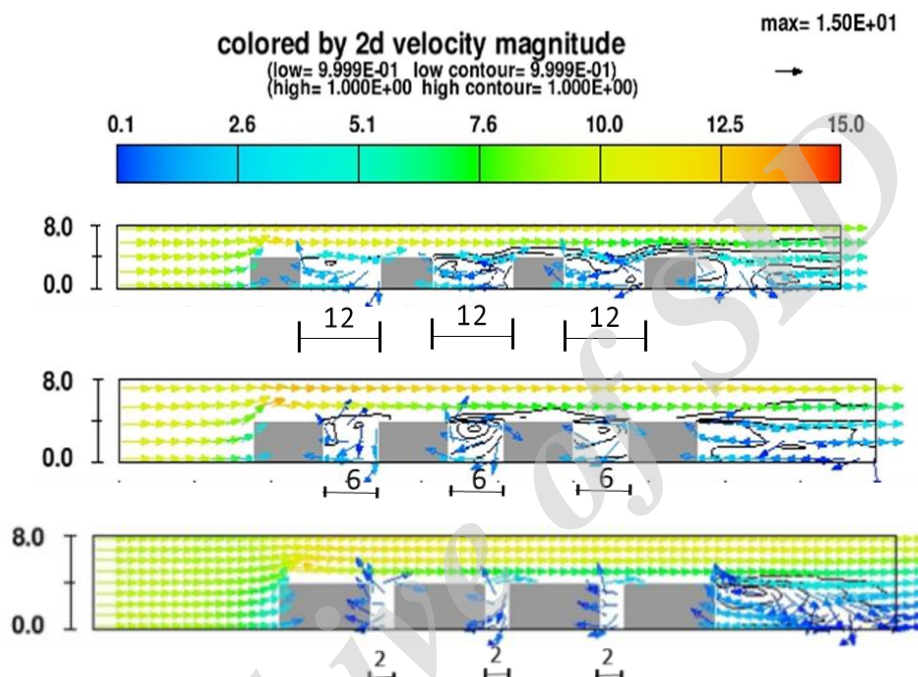 max= 1.50E+01
colored by 2d velocity magnitude
(low= 9.999E-01 low contour= 9.999E-01)
(high= 1.000E+00 high contour= 1.000E+00)
0.1 2.6 5.1 7.6 10.0 12.5 15.0
8.0
0.0
12 12 12
8.0
0.0
6 6 6
8.0
0.0
2 2 2
ive of SID